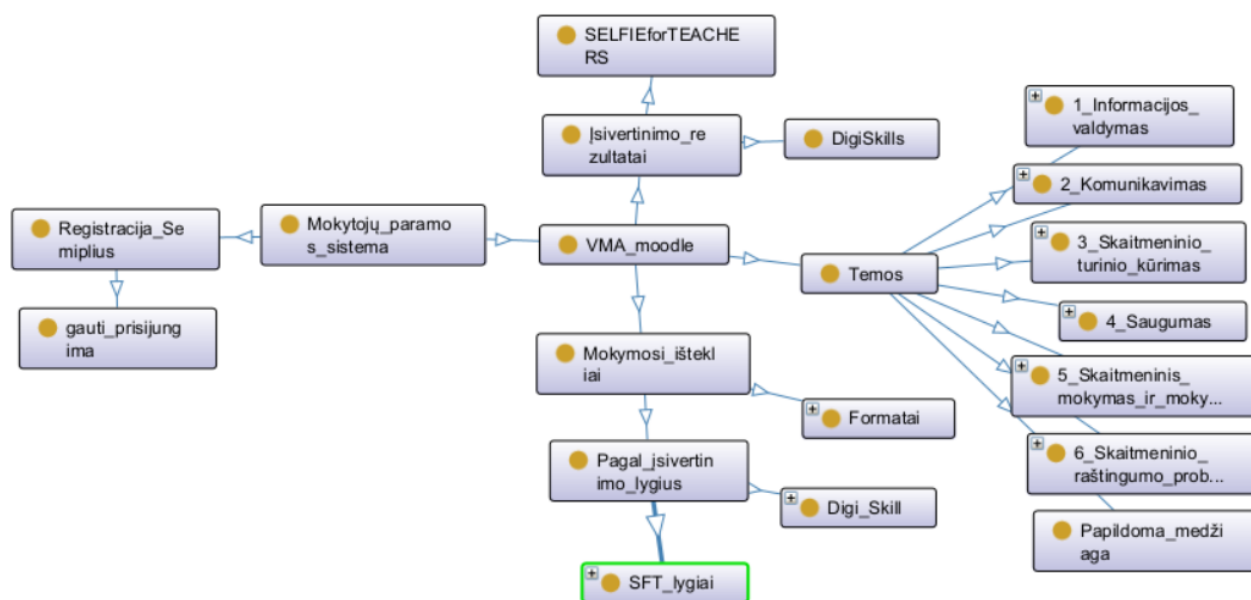 SELFIEforTEACHE
RS
Įsivertinimo_re
zultatai
DigiSkills
1_Informacijos_
valdymas
2_Komunikavimas
Registracija_Se
miplius
Mokytojų_paramo
s_sistema
VMA_moodle
Temos
3_Skaitmeninio_
turinio_kūrimas
gauti_prisijung
ima
4_Saugumas
Mokymosi_ištekl
iai
5_Skaitmeninis_
mokymas_ir_moky...
Formatai
Pagal_įsivertin
imo_lygius
6_Skaitmeninio_
raštingumo_prob...
Digi_Skill
Papildoma_medži
aga
SFT_lygiai